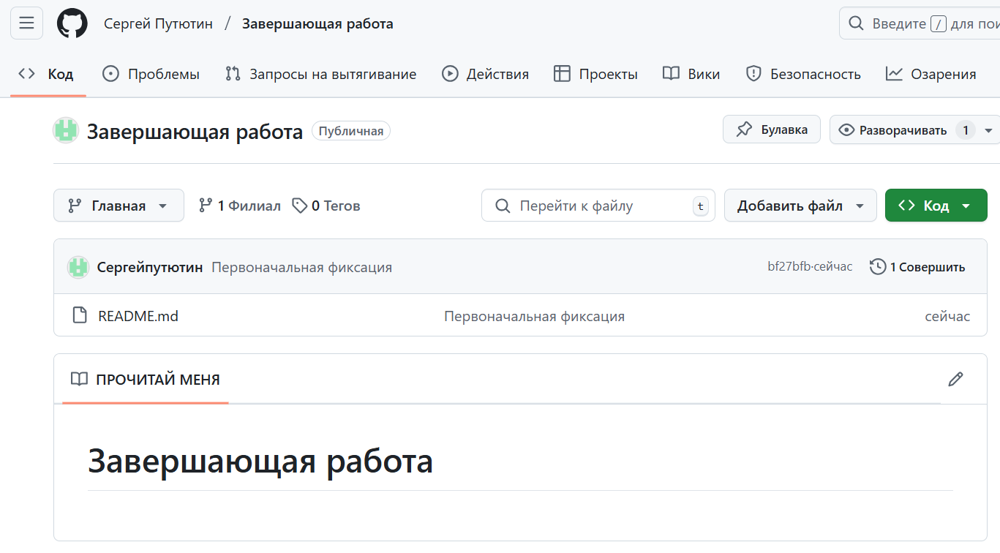 Сергей Путютин / Завершающая работа
Введите / для пои
Код Проблемы Запросы на вытягивание Действия Проекты Вики Безопасность Озарения
Завершающая работа Публичная Булавка Разворачивать 1
Главная 1 Филиал 0 Тегов Перейти к файлу t Добавить файл Код
Сергейпутютин Первоначальная фиксация bf27bfb·сейчас 1 Совершить
README.md Первоначальная фиксация сейчас
ПРОЧИТАЙ МЕНЯ
Завершающая работа